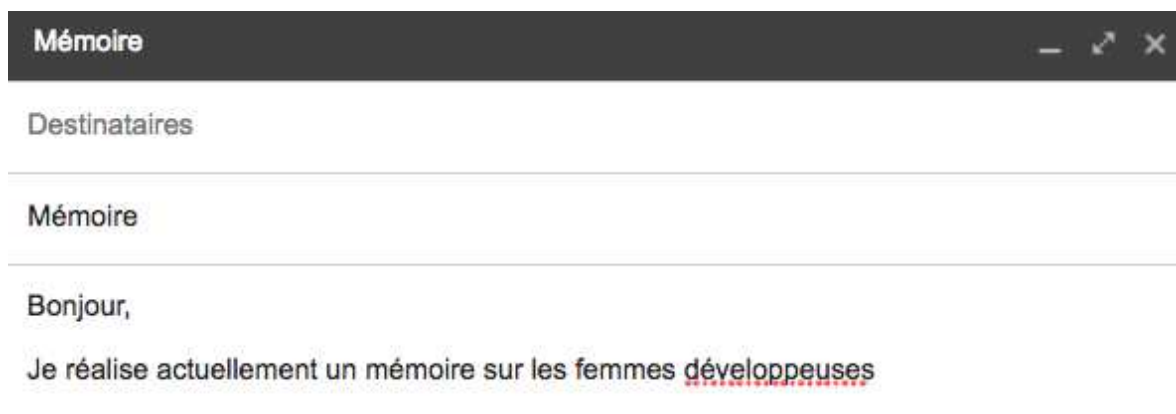 Mémoire
Destinataires
Mémoire
Bonjour,
Je réalise actuellement un mémoire sur les femmes développeuses